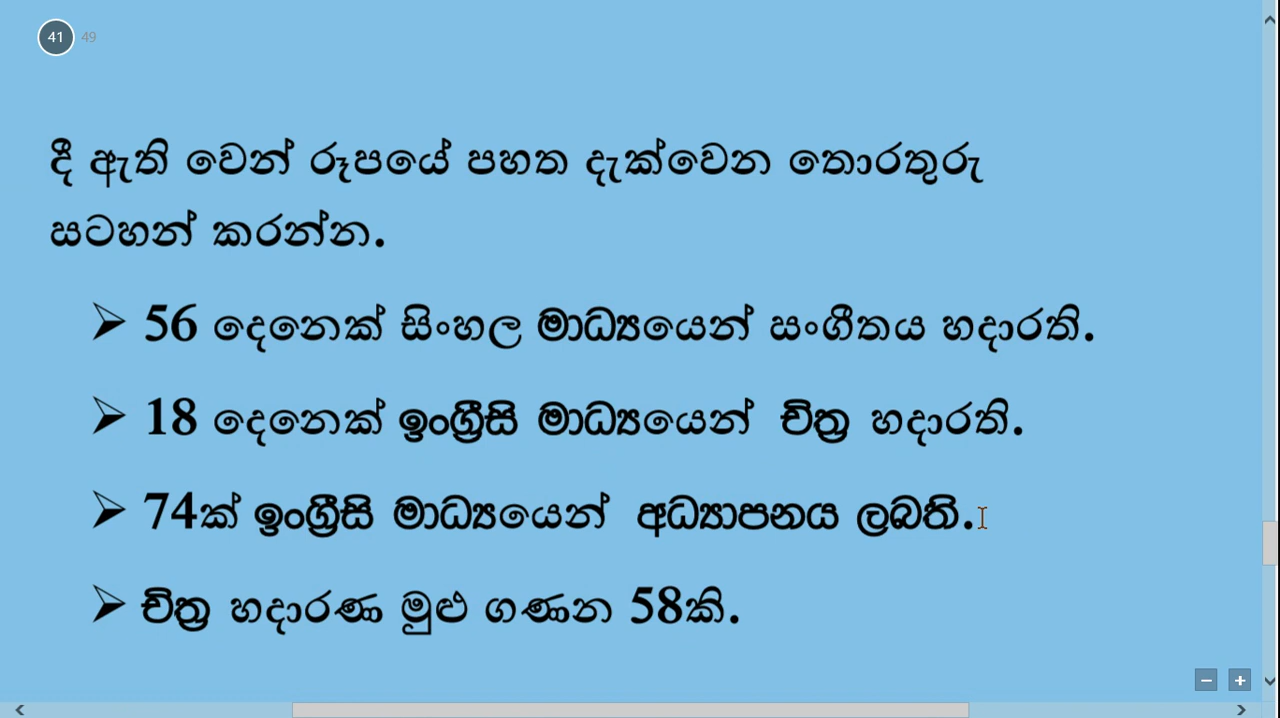 41 49
දී ඇති වෙන් රූපයේ පහත දැක්වෙන තොරතුරු
සටහන් කරන්න.
➢ 56 දෙනෙක් සිංහල මාධ්‍යයෙන් සංගීතය හදාරති.
➢ 18 දෙනෙක් ඉංග්‍රීසි මාධ්‍යයෙන් චිත්‍ර හදාරති.
➢ 74ක් ඉංග්‍රීසි මාධ්‍යයෙන් අධ්‍යාපනය ලබති.
➢ චිත්‍ර හදාරණ මුළු ගණන 58කි.